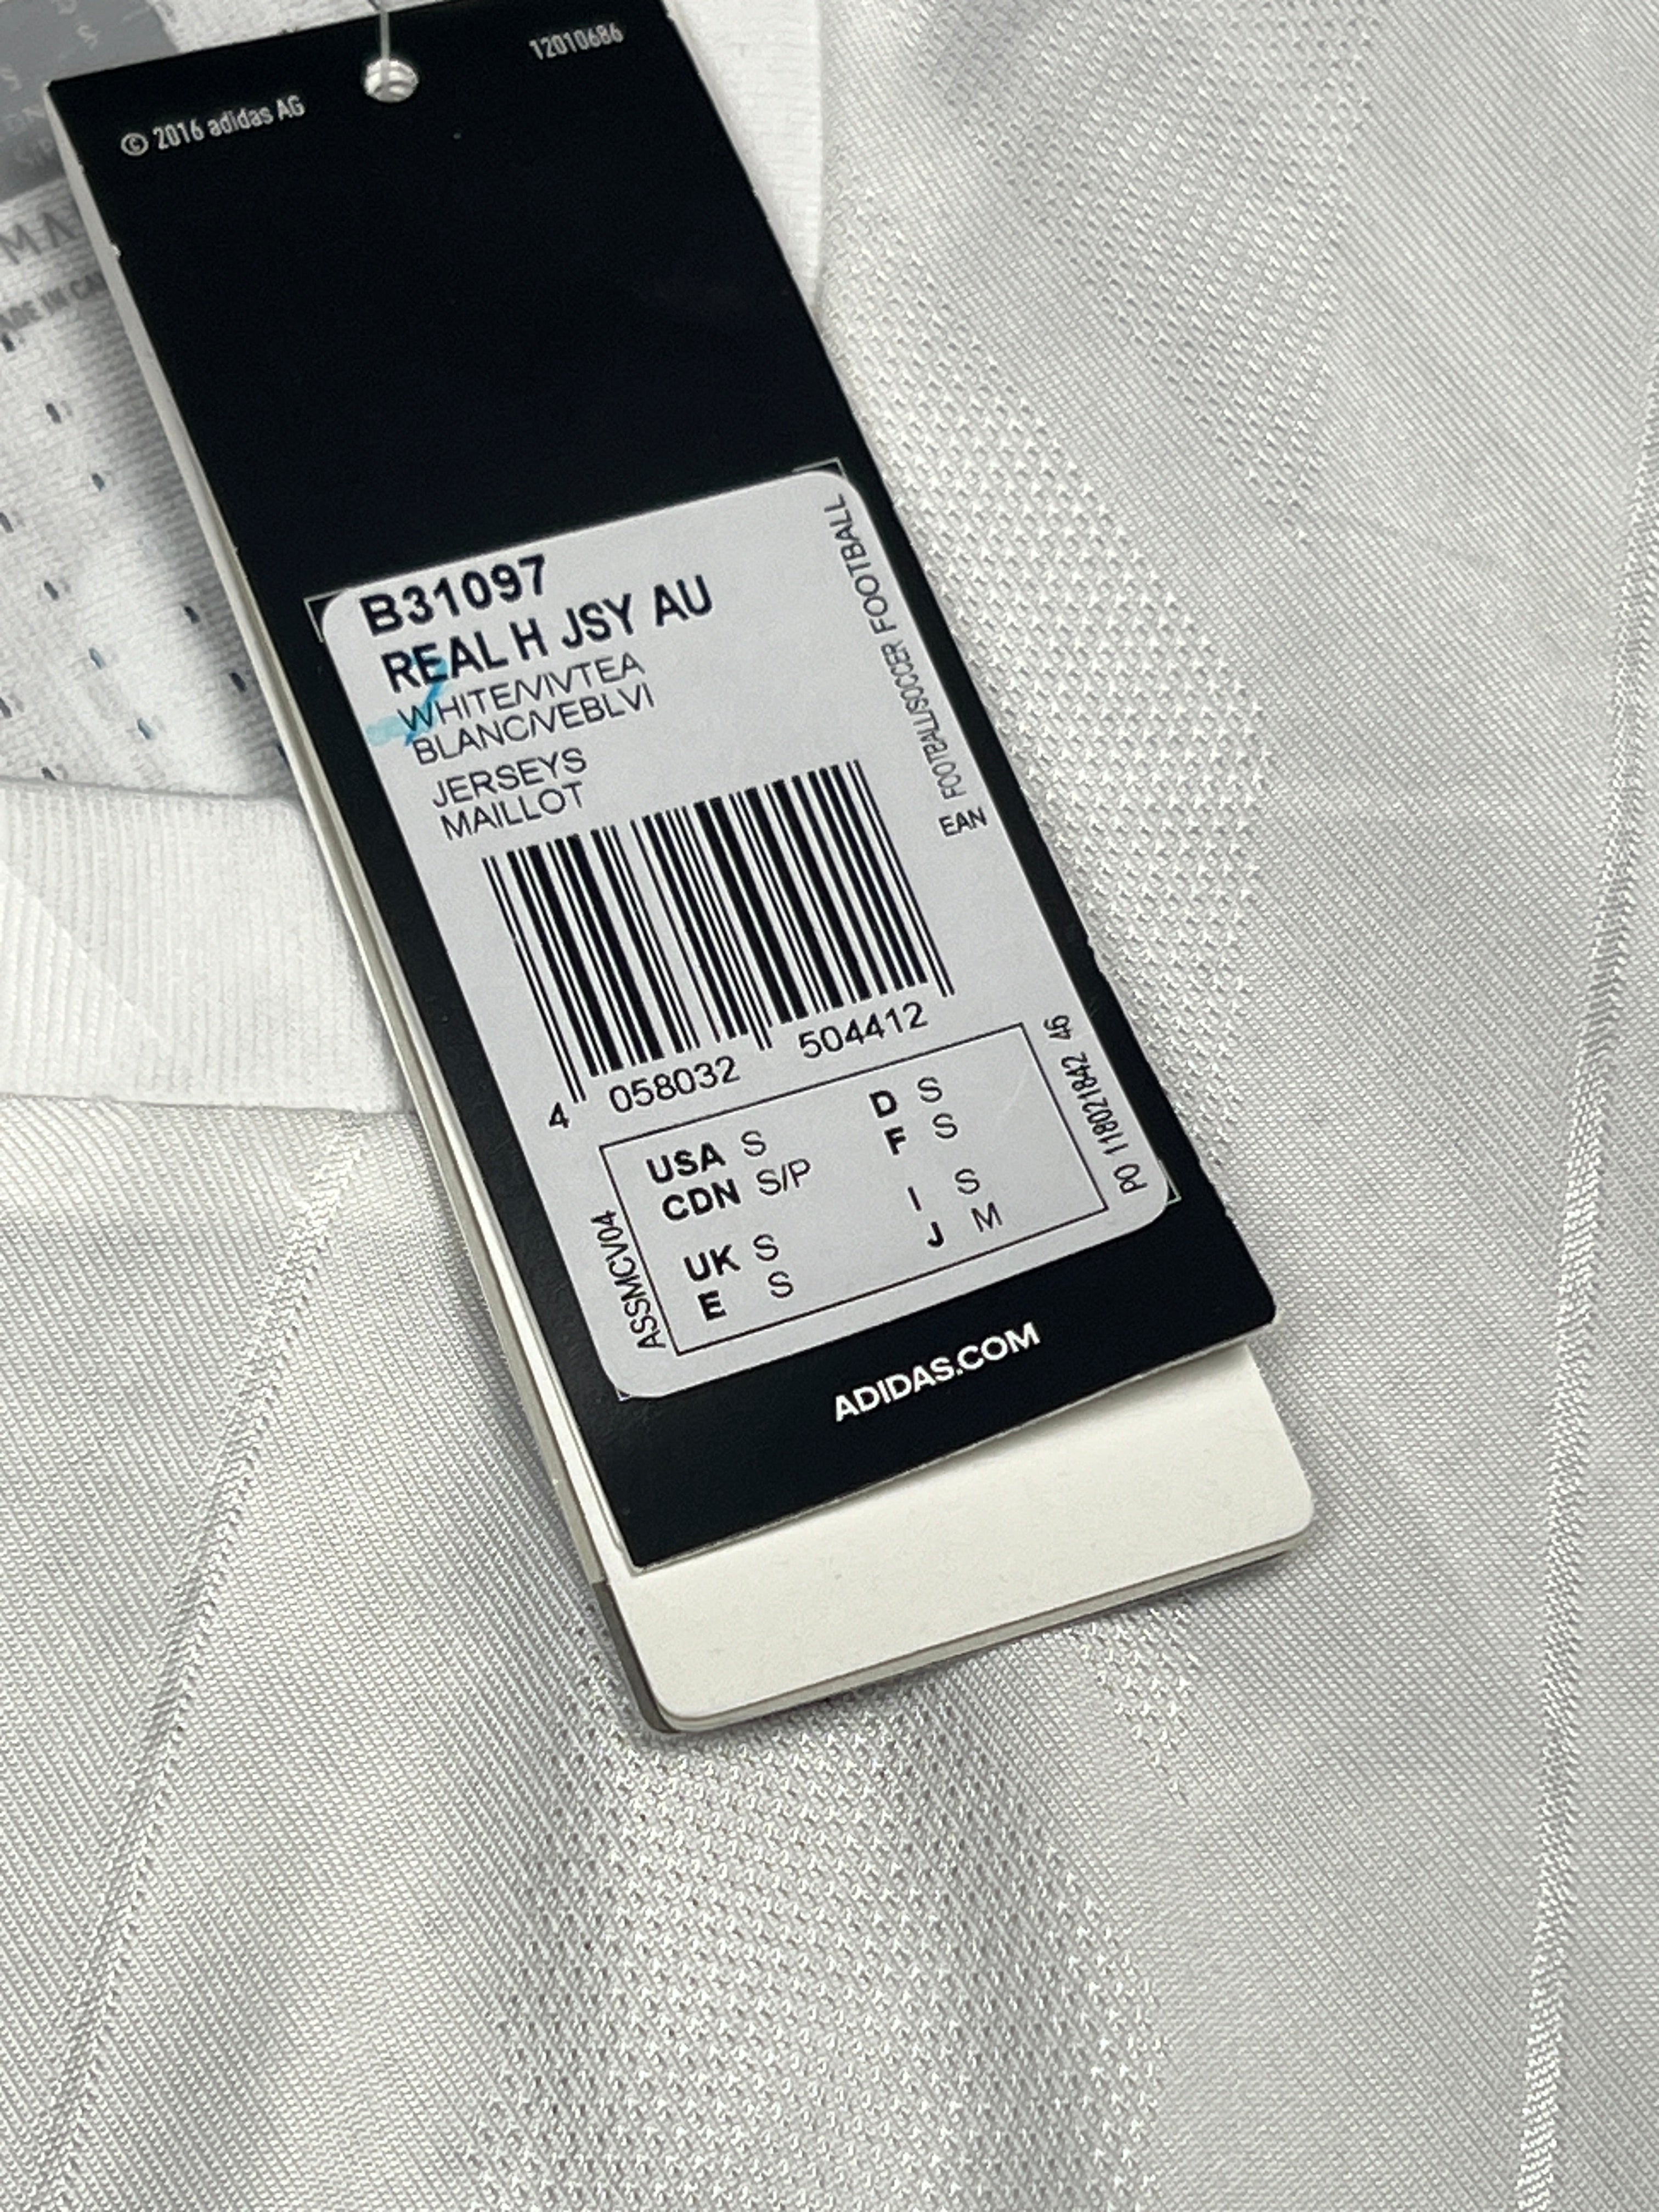 © 2016 adidas AG
12010686
B31097
REAL H JSY AU
WHITE/VIVTEA
BLANC/VEBLVI
JERSEYS
MAILLOT
FOOTBALL/SOCCER FOOTBALL
EAN
4 058032 504412
USA S
CDN S/P
UK S
E S
D S
F S
I S
J M
ASSMCV04
PO 0118021842 46
ADIDAS.COM